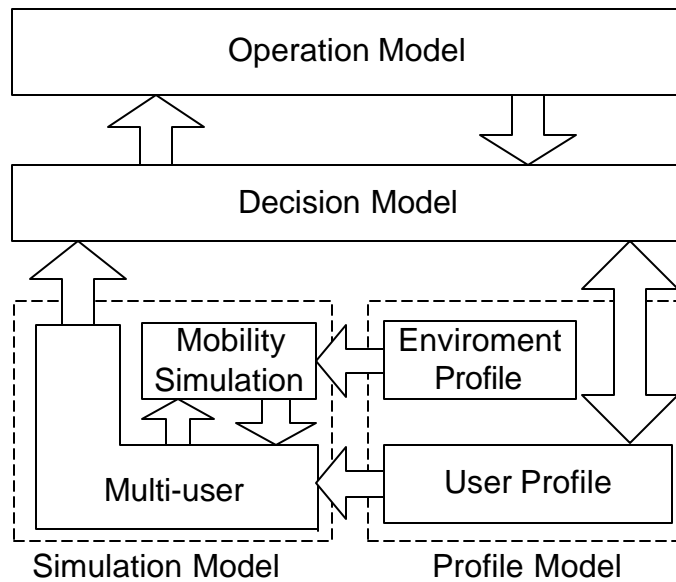 Operation Model
Decision Model
Mobility
Simulation
Enviroment
Profile
Multi-user
User Profile
Simulation Model
Profile Model